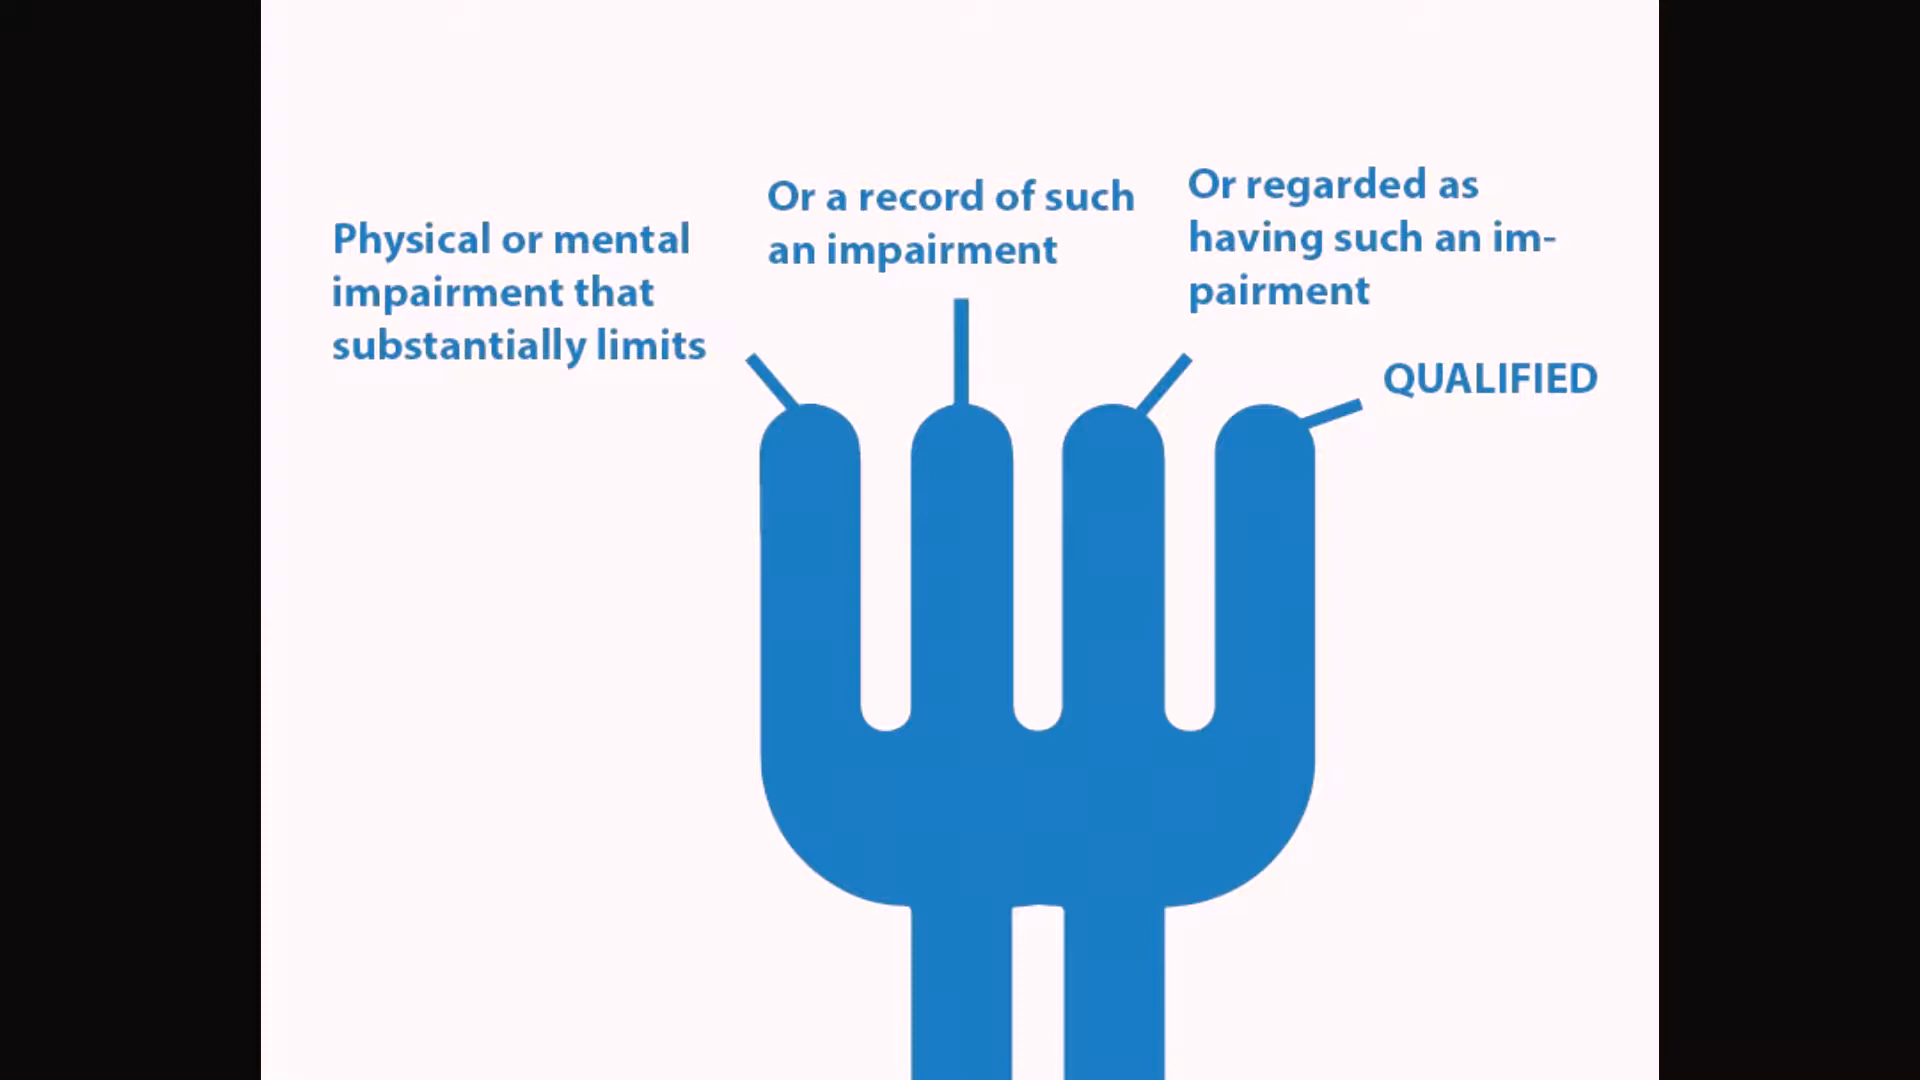 Physical or mental
impairment that
substantially limits
Or a record of such
an impairment
Or regarded as
having such an im-
pairment
QUALIFIED